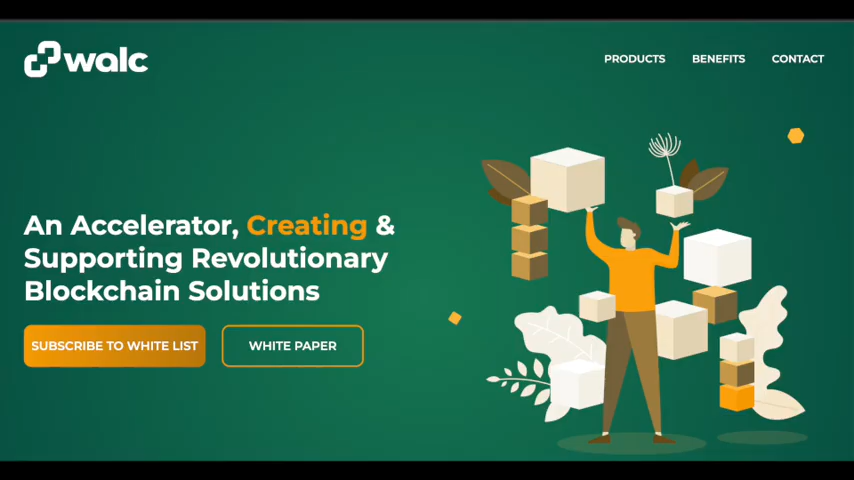 walc
PRODUCTS
BENEFITS
CONTACT
An Accelerator, Creating &
Supporting Revolutionary
Blockchain Solutions
SUBSCRIBE TO WHITE LIST
WHITE PAPER